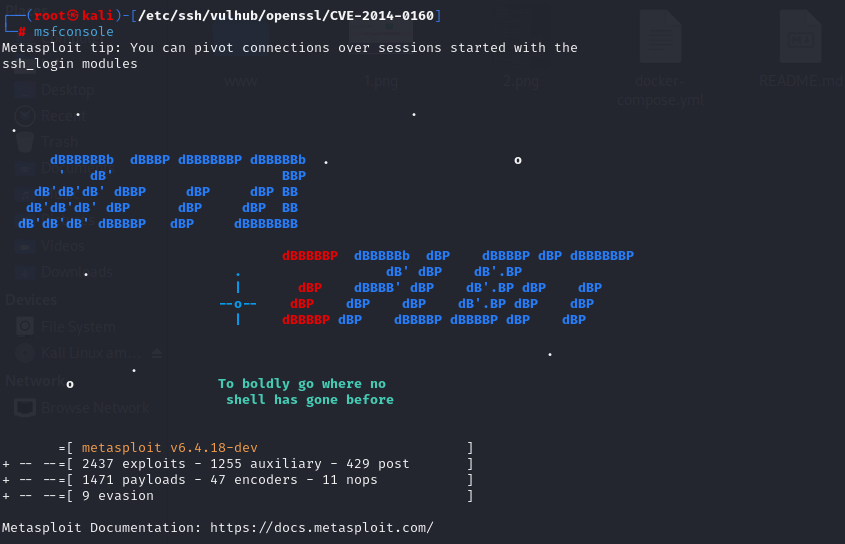 ┌──(root㉿kali)-[/etc/ssh/vulhub/openssl/CVE-2014-0160]
└─# msfconsole
Metasploit tip: You can pivot connections over sessions started with the
ssh_login modules
www
1.png
2.png
docker-compose.yml
README.md
Desktop
Trash
     dBBBBBBb  dBBBP dBBBBBBP dBBBBBb  .                       o
      '   dB'                     BBP
   dB'dB'dB' dBBP     dBP     dBP BB
  dB'dB'dB' dBP      dBP     dBP  BB
 dB'dB'dB' dBBBBP   dBP     dBBBBBBB
Videos
                                  dBBBBBP  dBBBBBb  dBP    dBBBBP dBP dBBBBBBP
         .                  .                  dB' dBP    dB'.BP
                            |       dBP    dBBBB' dBP    dB'.BP dBP    dBP
                          --o--    dBP    dBP    dBP    dB'.BP dBP    dBP
                            |     dBBBBP dBP    dBBBBP dBBBBP dBP    dBP
Downloads
Devices
File System
Kali Linux am...
Network
        o                  To boldly go where no
                            shell has gone before
Browse Network
       =[ metasploit v6.4.18-dev                          ]
+ -- --=[ 2437 exploits - 1255 auxiliary - 429 post       ]
+ -- --=[ 1471 payloads - 47 encoders - 11 nops           ]
+ -- --=[ 9 evasion                                       ]
Metasploit Documentation: https://docs.metasploit.com/